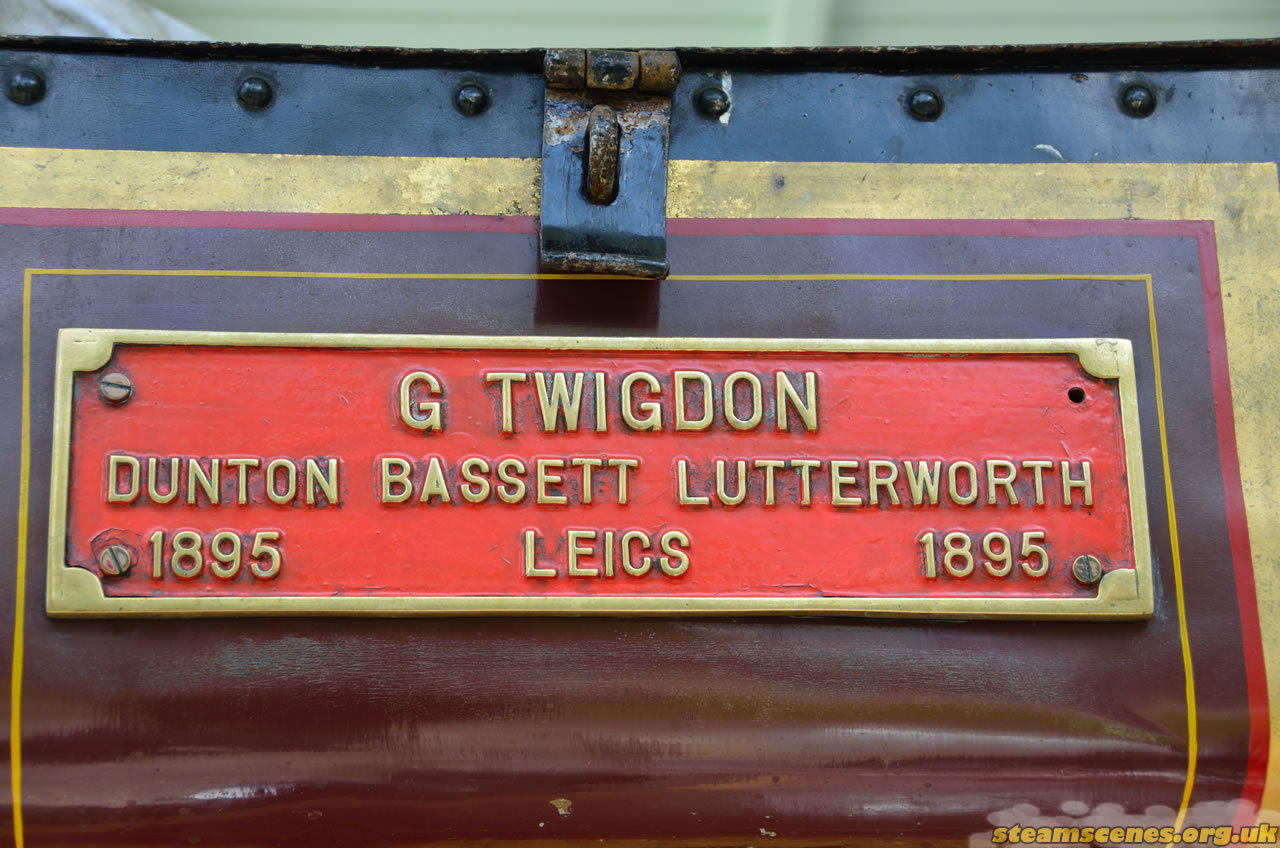 G TWIGDON
DUNTON BASSETT LUTTERWORTH
1895 LEICS 1895
steamscenes.org.uk